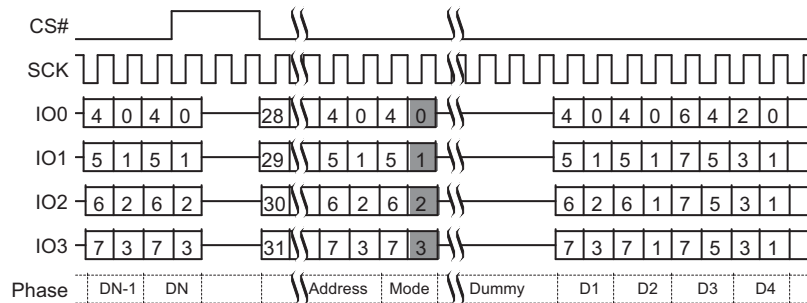 CS#
SCK
IO0 4 0 4 0 28 4 0 4 0 4 0 4 0 6 4 2 0
IO1 5 1 5 1 29 5 1 5 1 5 1 5 1 7 5 3 1
IO2 6 2 6 2 30 6 2 6 2 6 2 6 1 7 5 3 1
IO3 7 3 7 3 31 7 3 7 3 7 3 7 1 7 5 3 1
Phase DN-1 DN Address Mode Dummy D1 D2 D3 D4